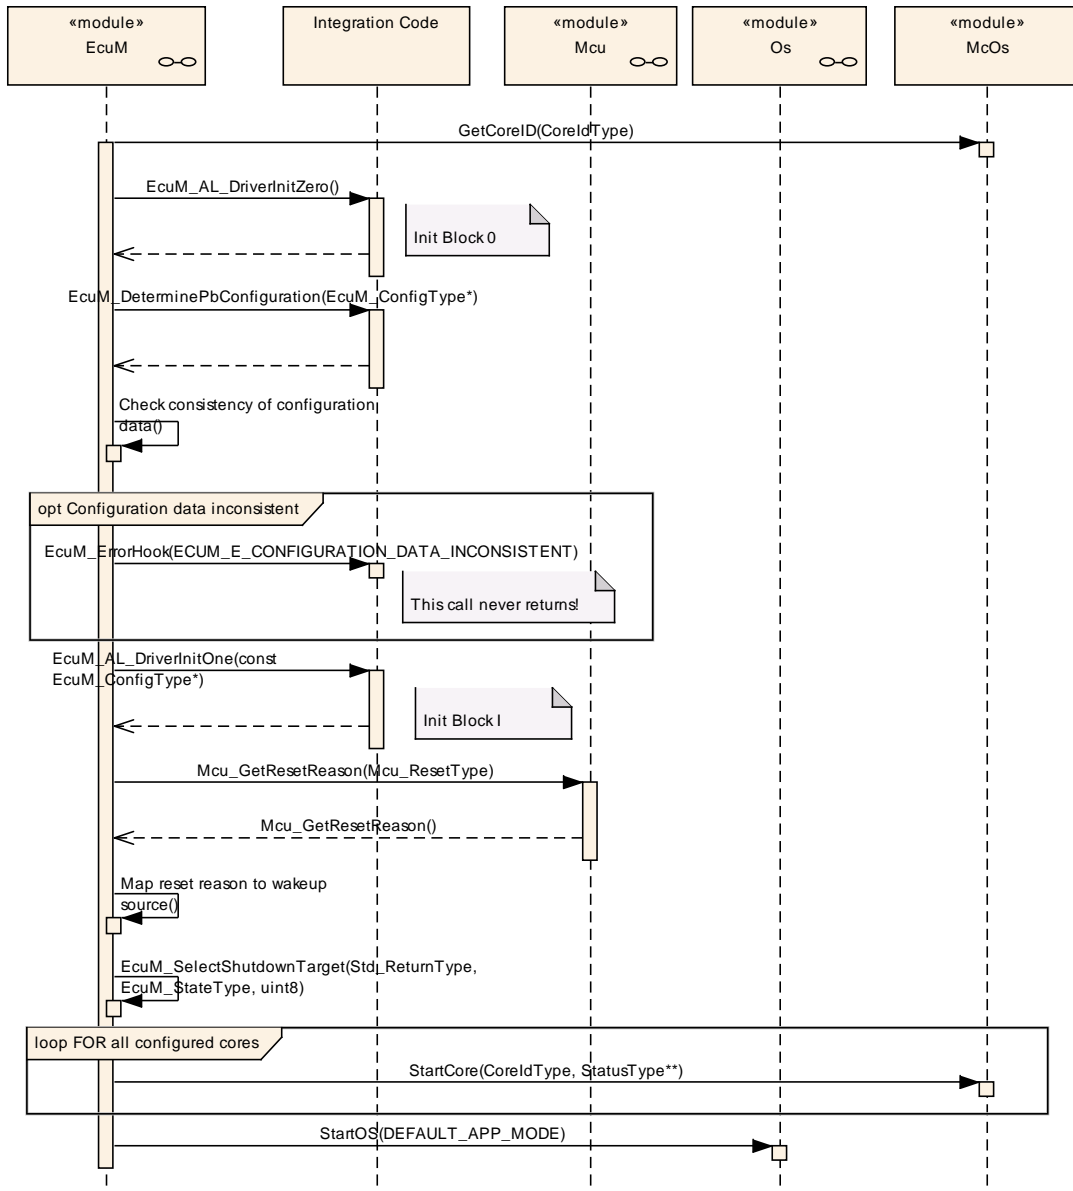 «module»
EcuM
Integration Code
«module»
Mcu
«module»
Os
«module»
McOs
GetCoreID(CoreIdType)
EcuM_AL_DriverInitZero()
Init Block 0
EcuM_DeterminePbConfiguration(EcuM_ConfigType*)
Check consistency of configuration
data()
opt Configuration data inconsistent
EcuM_ErrorHook(ECUM_E_CONFIGURATION_DATA_INCONSISTENT)
This call never returns!
EcuM_AL_DriverInitOne(const
EcuM_ConfigType*)
Init Block I
Mcu_GetResetReason(Mcu_ResetType)
Mcu_GetResetReason()
Map reset reason to wakeup
source()
EcuM_SelectShutdownTarget(Std_ReturnType,
EcuM_StateType, uint8)
loop FOR all configured cores
StartCore(CoreIdType, StatusType**)
StartOS(DEFAULT_APP_MODE)